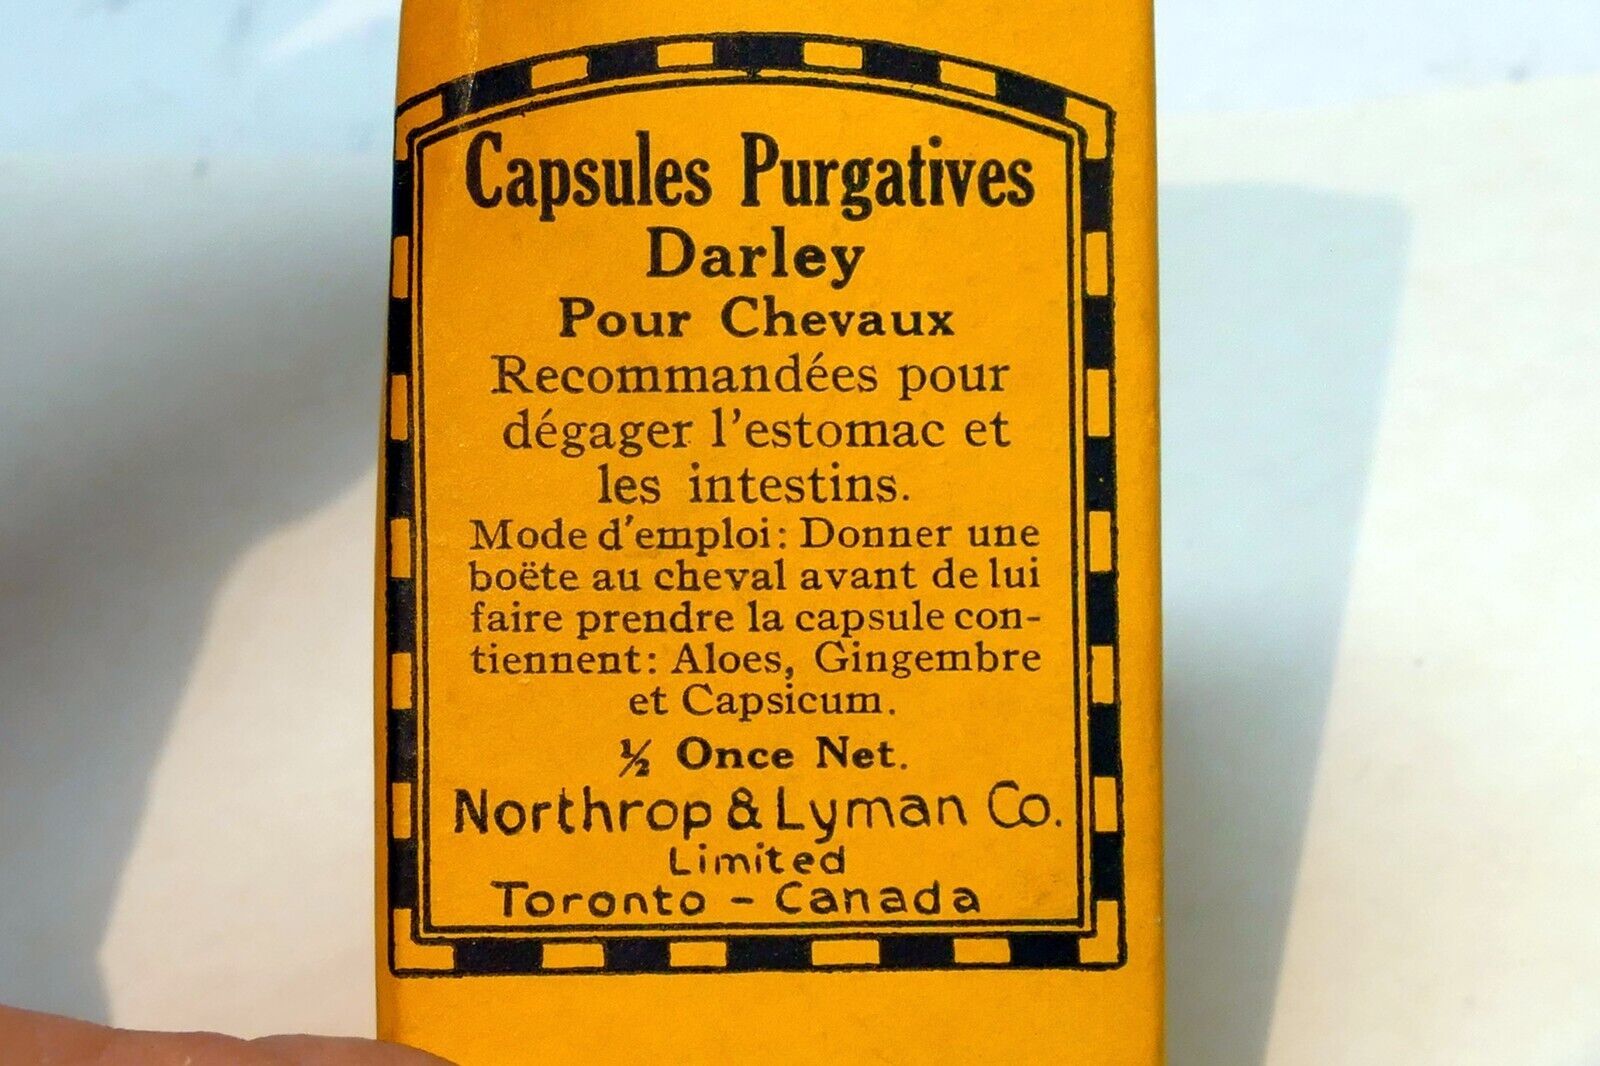 Capsules Purgatives
Darley
Pour Chevaux
Recommandées pour
dégager l'estomac et
les intestins.
Mode d'emploi: Donner une
boëte au cheval avant de lui
faire prendre la capsule con-
tiennent: Aloes, Gingembre
et Capsicum.
½ Once Net.
Northrop & Lyman Co.
Limited
Toronto - Canada